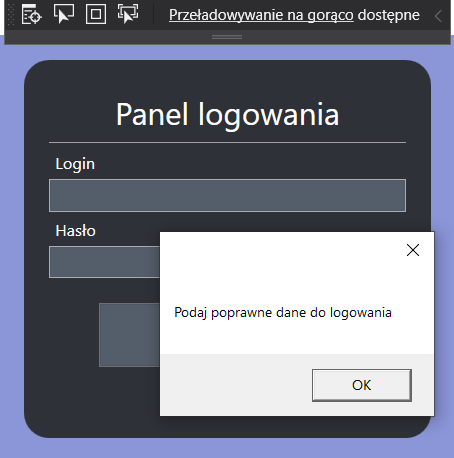 Przeładowywanie na gorąco dostępne
Panel logowania
Login
Hasło
Podaj poprawne dane do logowania
OK